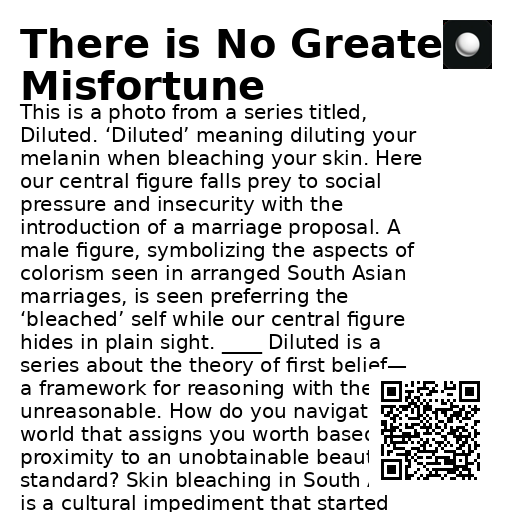 There is No Greate
Misfortune
This is a photo from a series titled,
Diluted. ‘Diluted’ meaning diluting your
melanin when bleaching your skin. Here
our central figure falls prey to social
pressure and insecurity with the
introduction of a marriage proposal. A
male figure, symbolizing the aspects of
colorism seen in arranged South Asian
marriages, is seen preferring the
‘bleached’ self while our central figure
hides in plain sight. ____ Diluted is a
series about the theory of first belief—
a framework for reasoning with the
unreasonable. How do you navigat
world that assigns you worth based
proximity to an unobtainable beaut
standard? Skin bleaching in South
is a cultural impediment that started